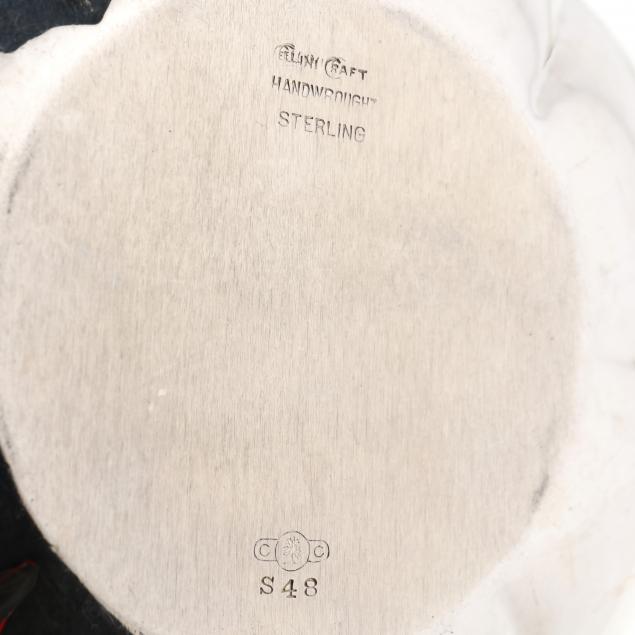 CELLINI CRAFT
HANDWROUGHT
STERLING
C C
S48